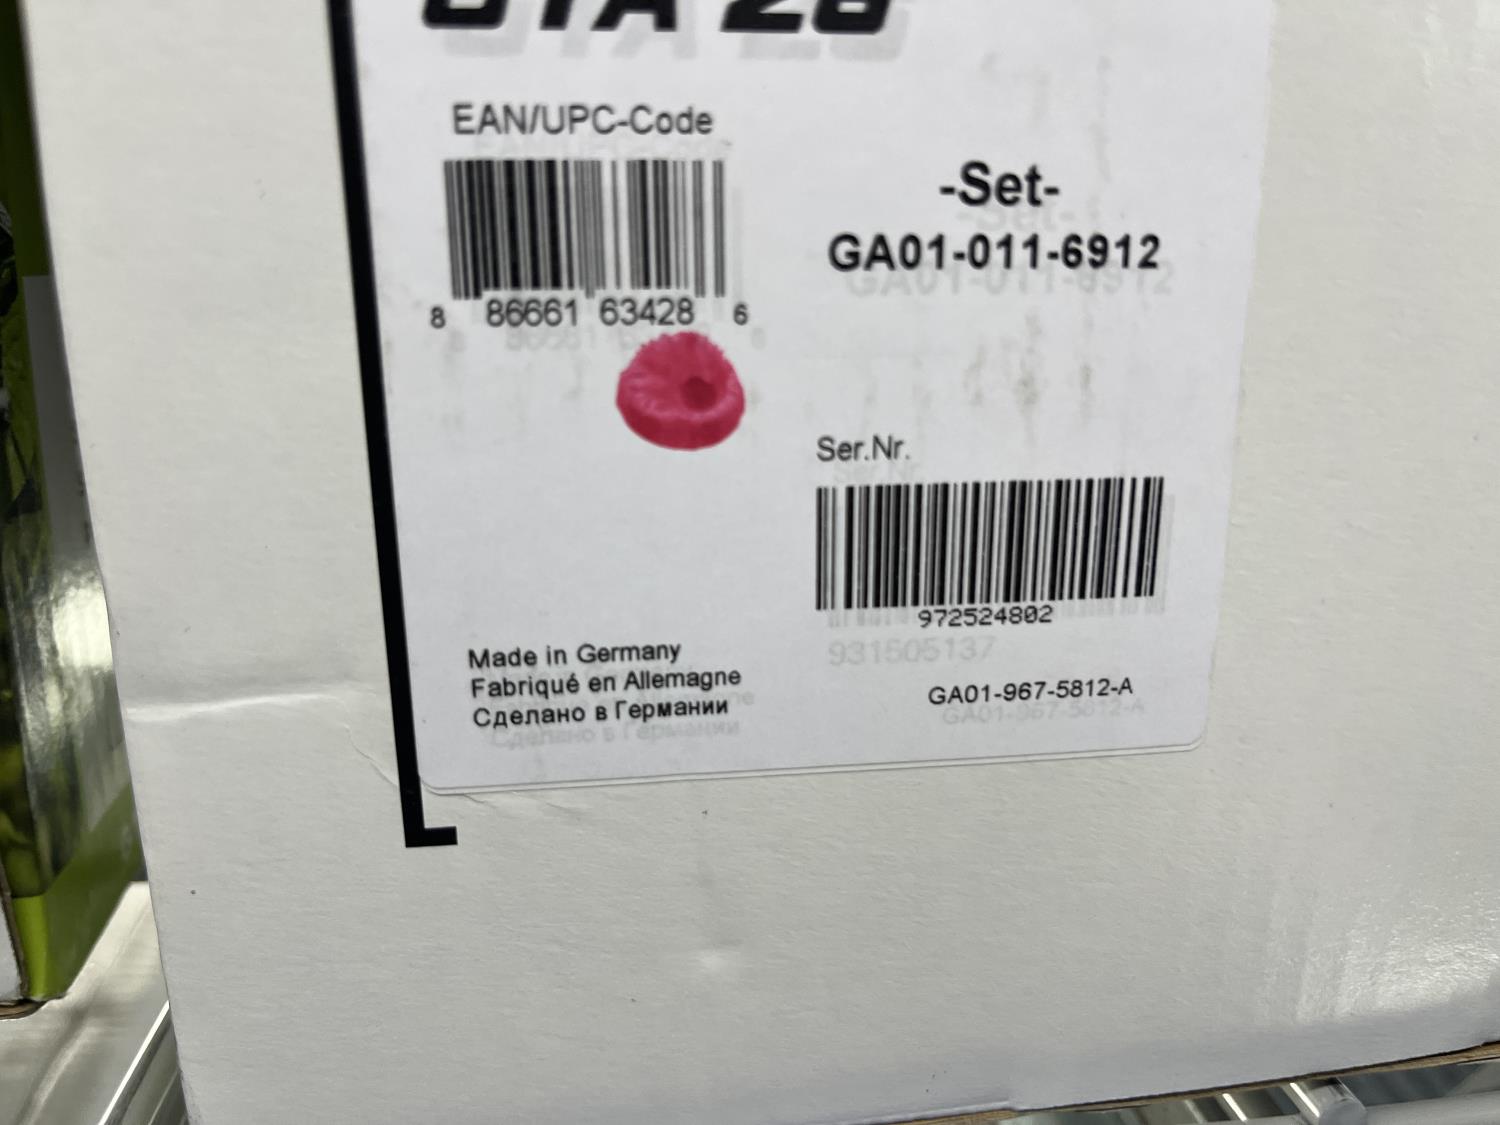 EAN/UPC-Code
8 86661 63428 6
-Set-
GA01-011-6912
Ser.Nr.
972524802
931505137
GA01-967-5812-A
Made in Germany
Fabriqué en Allemagne
Сделано в Германии